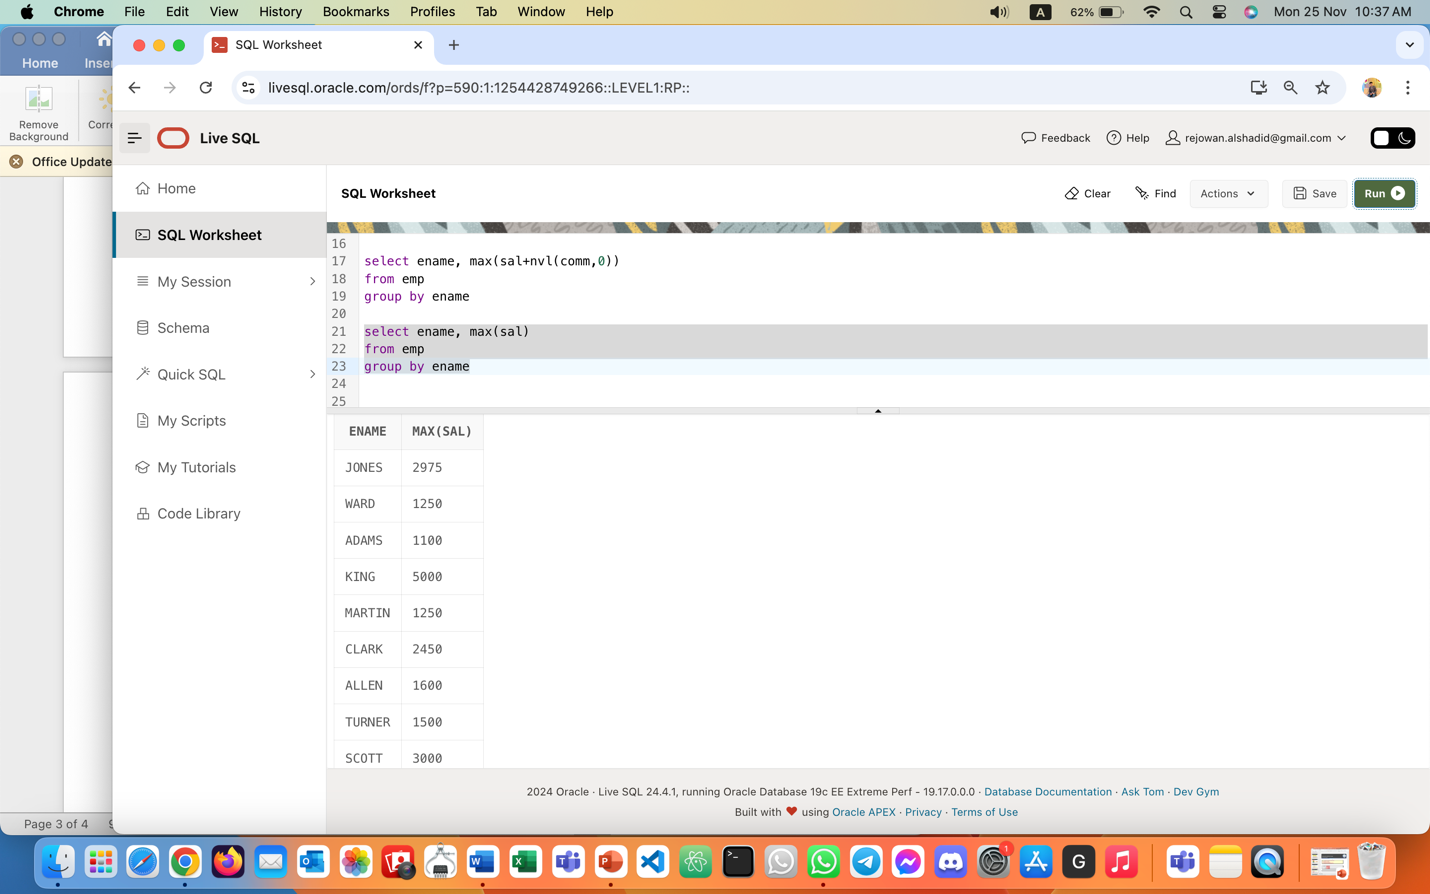 Chrome File Edit View History Bookmarks Profiles Tab Window Help A 62% Mon 25 Nov 10:37 AM
Home
Remove
Background
Office Update
Page 3 of 4
SQL Worksheet
livesql.oracle.com/ords/f?p=590:1:1254428749266::LEVEL1:RP::
Live SQL Feedback Help rejowan.alshadid@gmail.com
Home
SQL Worksheet
My Session
Schema
Quick SQL
My Scripts
My Tutorials
Code Library
SQL Worksheet Clear Find Actions Save Run
16
17 select ename, max(sal+nvl(comm,0))
18 from emp
19 group by ename
20
21 select ename, max(sal)
22 from emp
23 group by ename
24
25
ENAME MAX(SAL)
JONES 2975
WARD 1250
ADAMS 1100
KING 5000
MARTIN 1250
CLARK 2450
ALLEN 1600
TURNER 1500
SCOTT 3000
2024 Oracle · Live SQL 24.4.1, running Oracle Database 19c EE Extreme Perf - 19.17.0.0.0 · Database Documentation · Ask Tom · Dev Gym
Built with ❤ using Oracle APEX · Privacy · Terms of Use